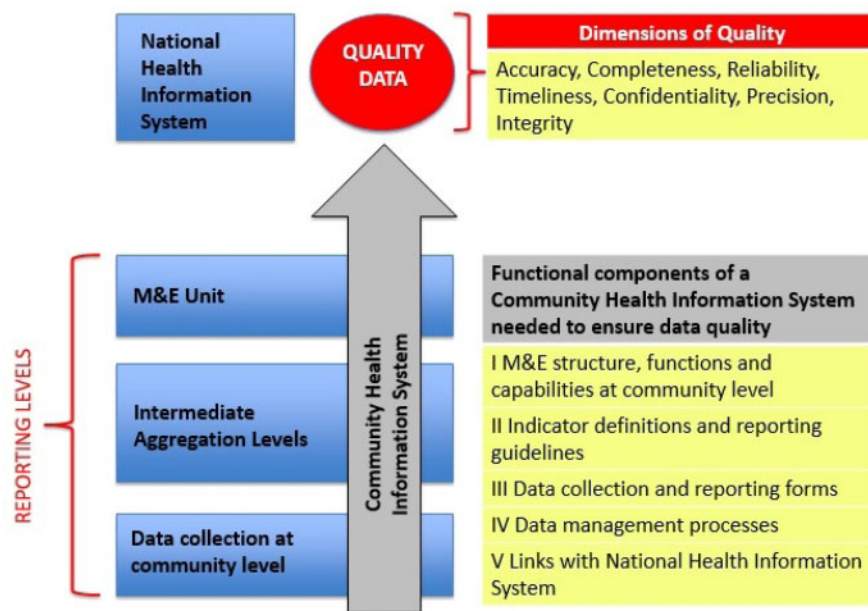 National
Health
Information
System
QUALITY
DATA
Dimensions of Quality
Accuracy, Completeness, Reliability,
Timeliness, Confidentiality, Precision,
Integrity
REPORTING LEVELS
M&E Unit
Intermediate
Aggregation Levels
Data collection at
community level
Community Health
Information System
Functional components of a
Community Health Information System
needed to ensure data quality
I M&E structure, functions and
capabilities at community level
II Indicator definitions and reporting
guidelines
III Data collection and reporting forms
IV Data management processes
V Links with National Health Information
System